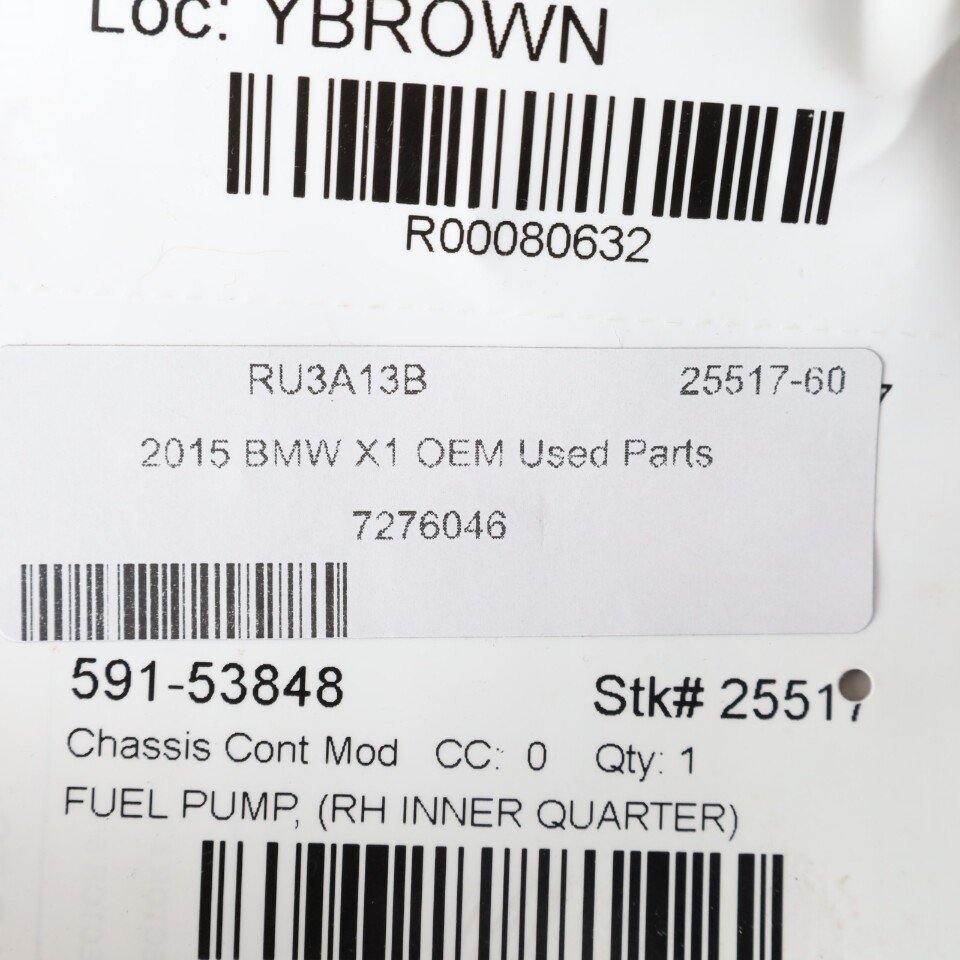 Loc: YBROWN
R00080632
RU3A13B 25517-60
2015 BMW X1 OEM Used Parts
7276046
591-53848 Stk# 25517
Chassis Cont Mod CC: 0 Qty: 1
FUEL PUMP, (RH INNER QUARTER)